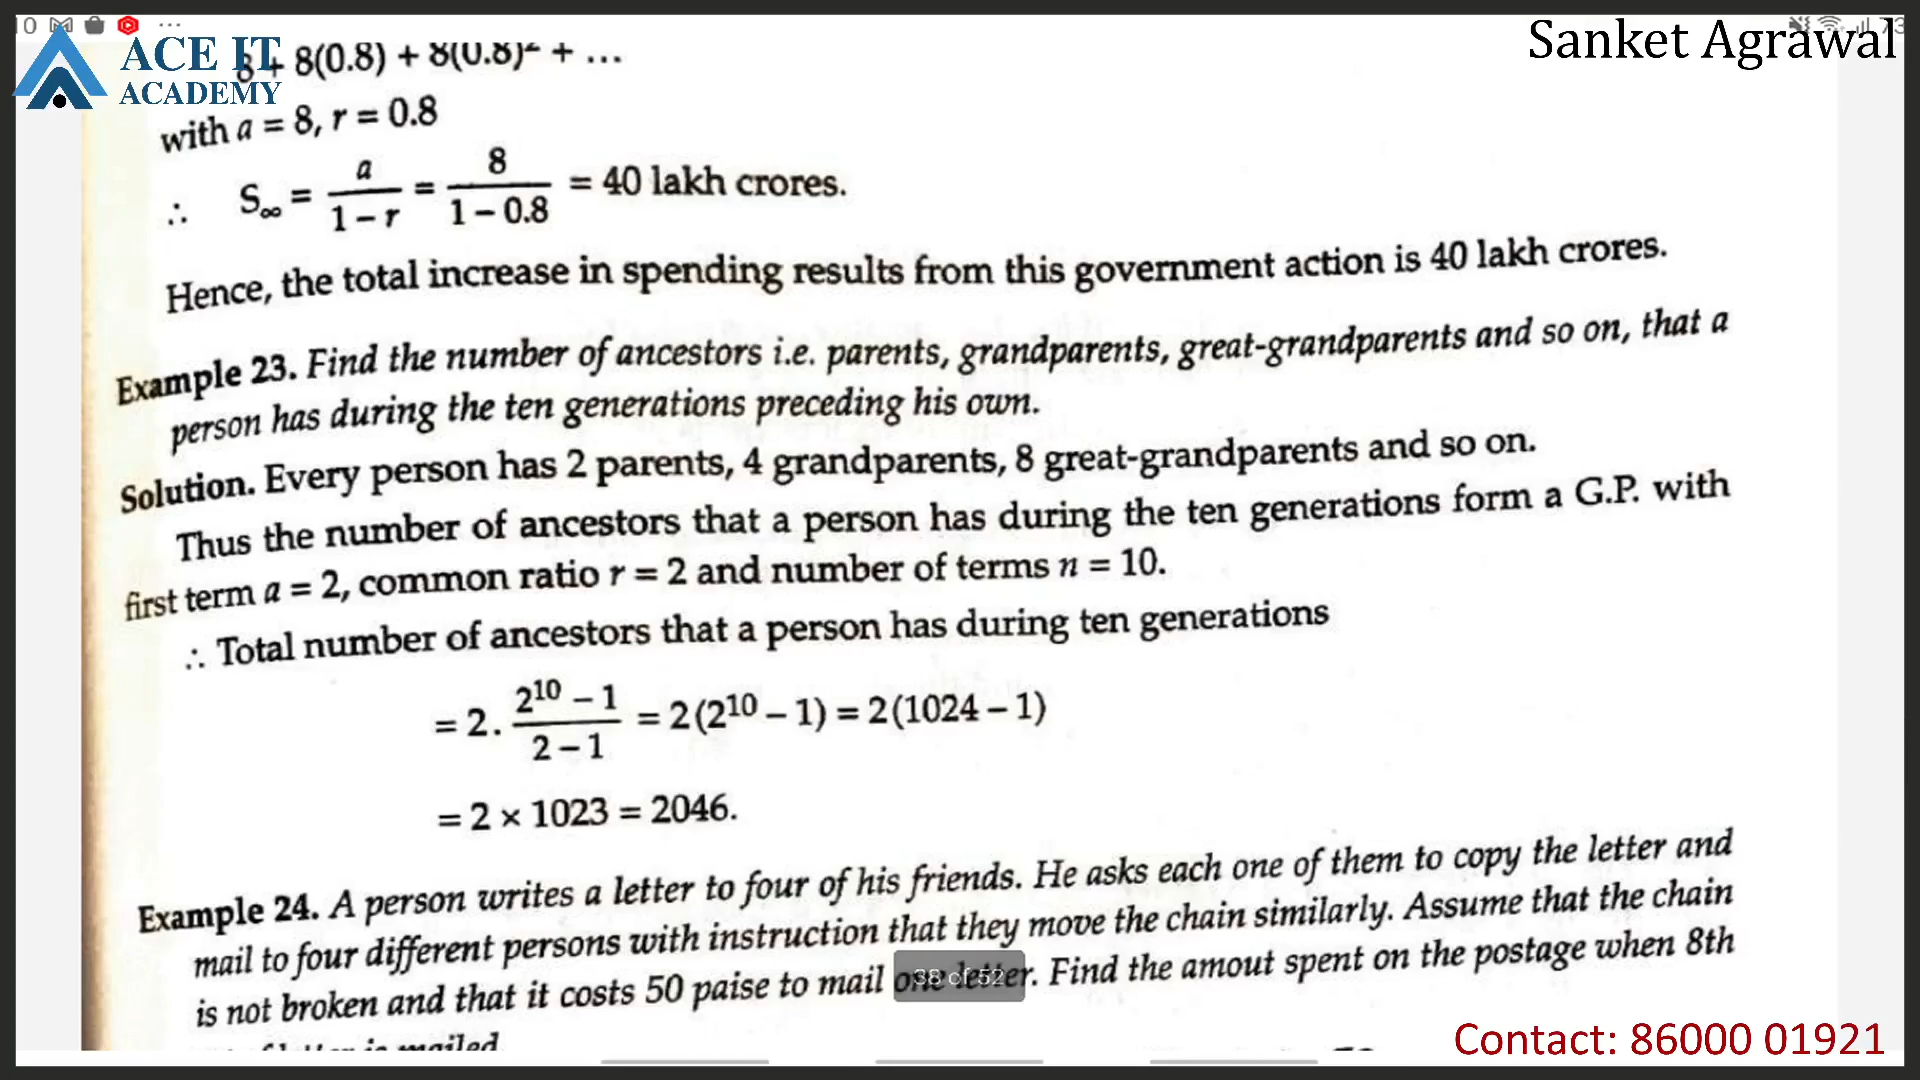 10 ...
Sanket Agrawal
ACE IT
ACADEMY
8 + 8(0.8) + 8(0.8)² + ...
with a = 8, r = 0.8
∴ S∞ = a/(1 – r) = 8/(1 – 0.8) = 40 lakh crores.
Hence, the total increase in spending results from this government action is 40 lakh crores.
Example 23. Find the number of ancestors i.e. parents, grandparents, great-grandparents and so on, that a
person has during the ten generations preceding his own.
Solution. Every person has 2 parents, 4 grandparents, 8 great-grandparents and so on.
Thus the number of ancestors that a person has during the ten generations form a G.P. with
first term a = 2, common ratio r = 2 and number of terms n = 10.
∴ Total number of ancestors that a person has during ten generations
= 2 . (2¹⁰ – 1)/(2 – 1) = 2(2¹⁰ – 1) = 2(1024 – 1)
= 2 × 1023 = 2046.
Example 24. A person writes a letter to four of his friends. He asks each one of them to copy the letter and
mail to four different persons with instruction that they move the chain similarly. Assume that the chain
is not broken and that it costs 50 paise to mail one letter. Find the amout spent on the postage when 8th
38 of 52
is mailed
Contact: 86000 01921